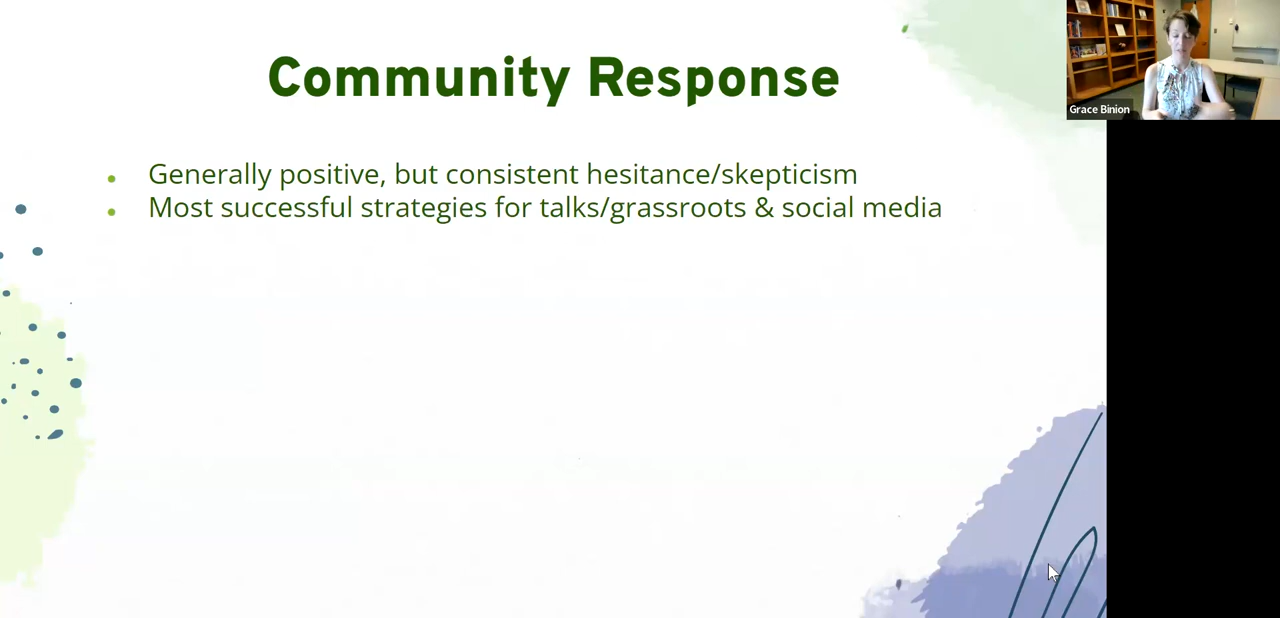 Community Response
Generally positive, but consistent hesitance/skepticism
Most successful strategies for talks/grassroots & social media
Grace Binion